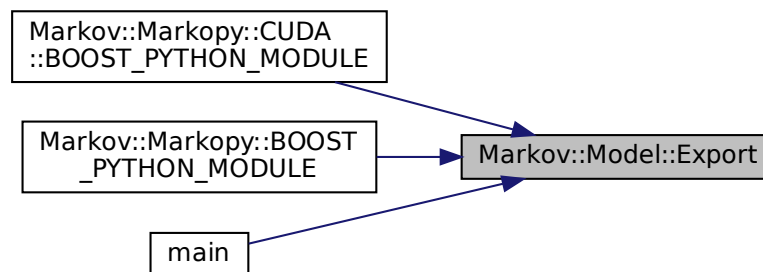 Markov::Markopy::CUDA
::BOOST_PYTHON_MODULE
Markov::Markopy::BOOST
_PYTHON_MODULE
Markov::Model::Export
main